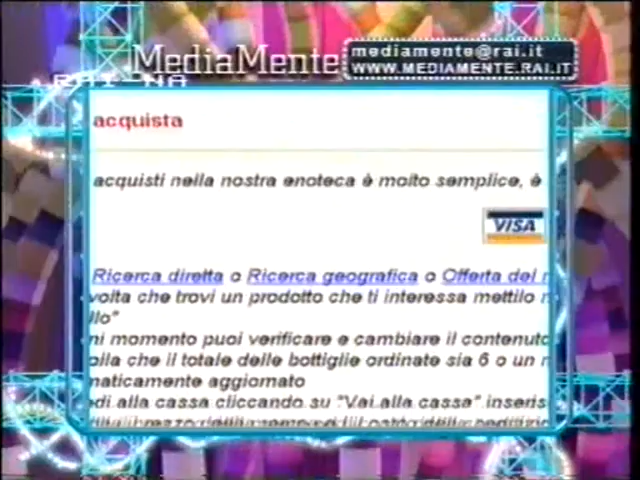 MediaMente
mediamente@rai.it
WWW.MEDIAMENTE.RAI.IT
acquista
acquisti nella nostra enoteca è molto semplice, è
VISA
Ricerca diretta o Ricerca geografica o Offerta del
volta che trovi un prodotto che ti interessa mettilo
llo"
ni momento puoi verificare e cambiare il contenuto
che il totale delle bottiglie ordinate sia 6 o un
maticamente aggiornato
di alla cassa cliccando su "Vai alla cassa" inseris